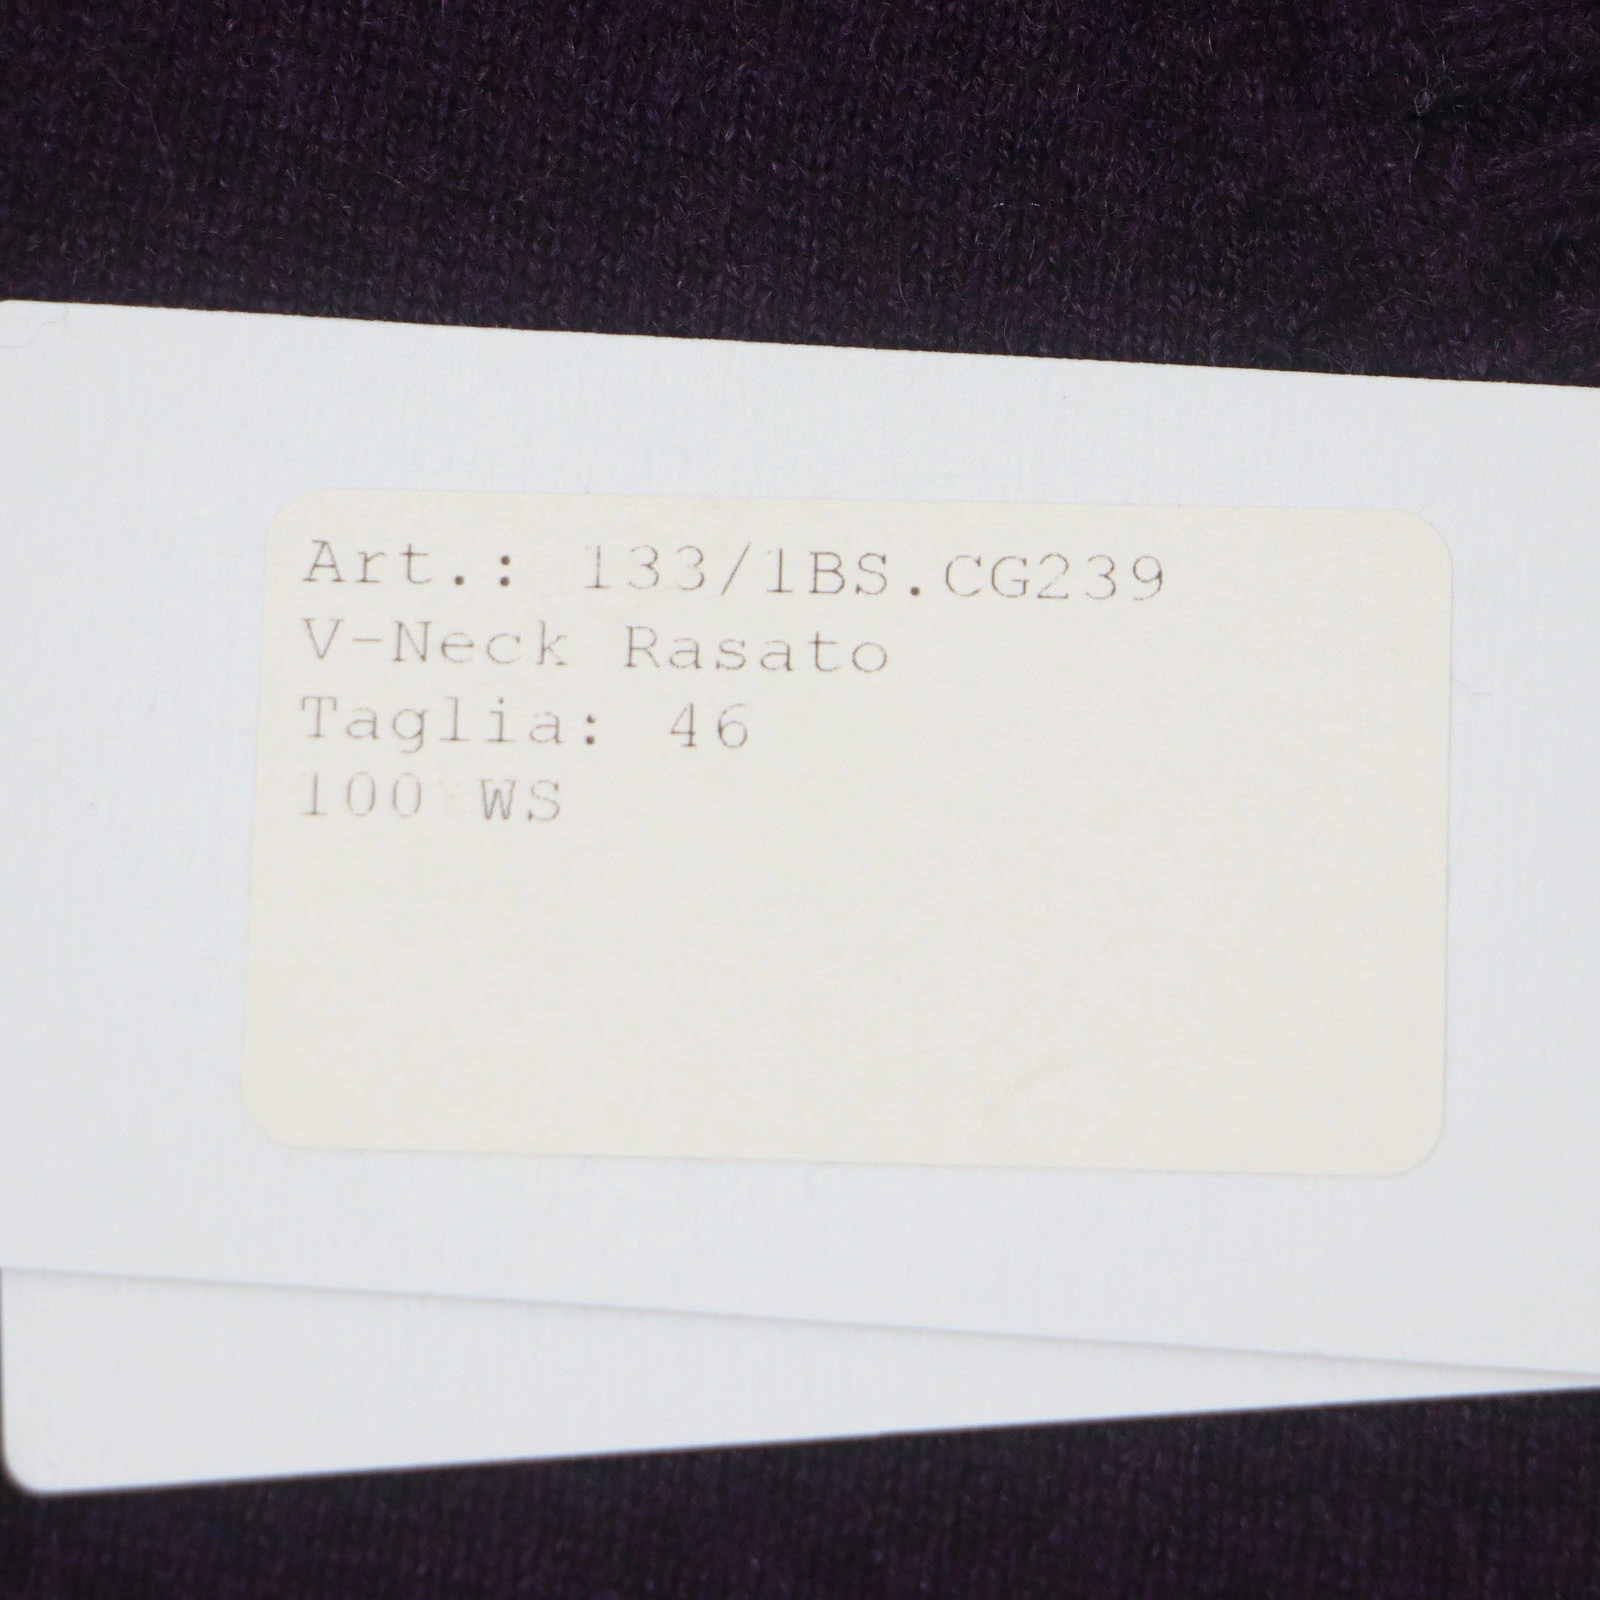 Art.: 133/1BS.CG239
V-Neck Rasato
Taglia: 46
100 WS